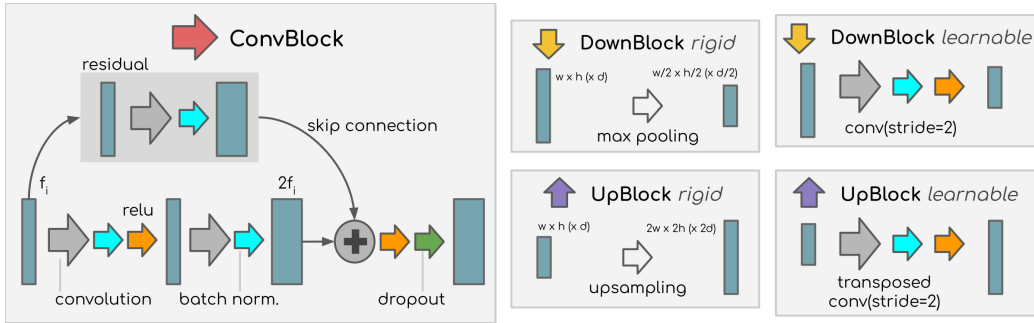 ConvBlock
residual
skip connection
f_i
relu
2f_i
convolution
batch norm.
dropout
DownBlock rigid
w x h (x d)
w/2 x h/2 (x d/2)
max pooling
DownBlock learnable
conv(stride=2)
UpBlock rigid
w x h (x d)
2w x 2h (x 2d)
upsampling
UpBlock learnable
transposed
conv(stride=2)